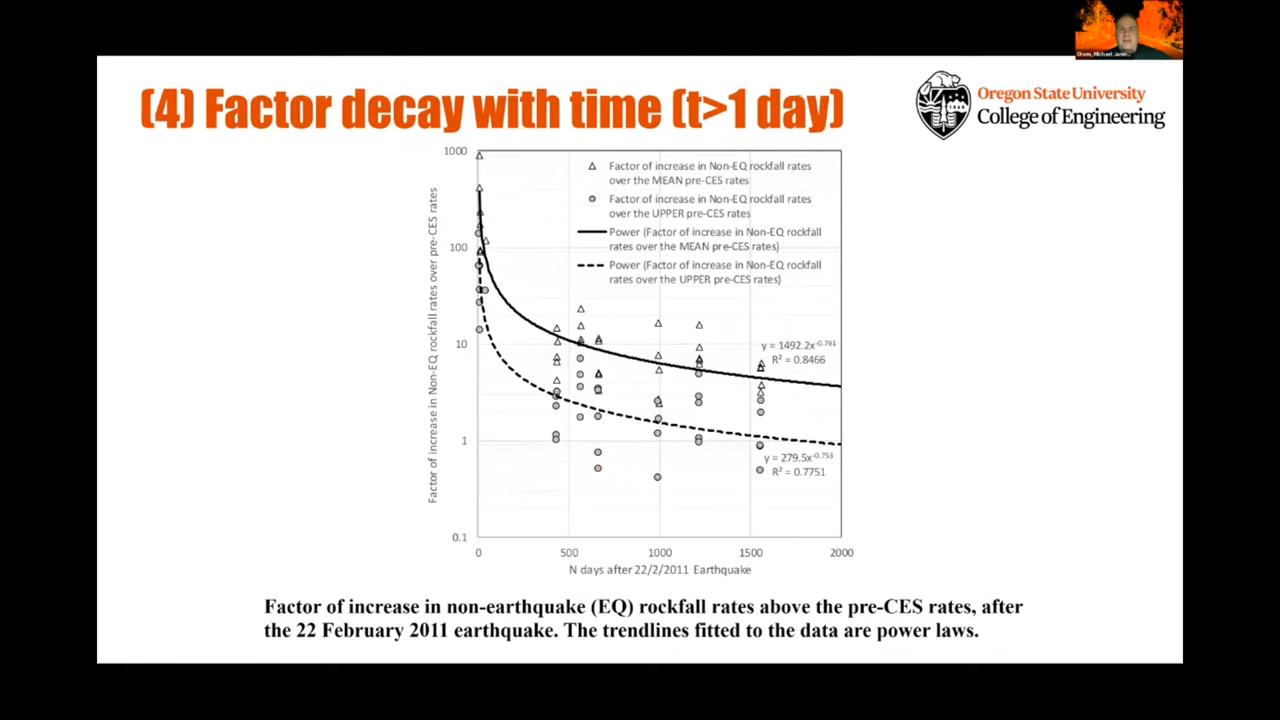 Olsen, Michael Jame...
(4) Factor decay with time (t>1 day)
Oregon State University
College of Engineering
Factor of increase in Non-EQ rockfall rates over pre-CES rates
1000
100
10
1
0.1
Factor of increase in Non-EQ rockfall rates
over the MEAN pre-CES rates
Factor of increase in Non-EQ rockfall rates
over the UPPER pre-CES rates
Power (Factor of increase in Non-EQ rockfall
rates over the MEAN pre-CES rates)
Power (Factor of increase in Non-EQ rockfall
rates over the UPPER pre-CES rates)
y = 1492.2x^-0.791
R² = 0.8466
y = 279.5x^-0.753
R² = 0.7751
0 500 1000 1500 2000
N days after 22/2/2011 Earthquake
Factor of increase in non-earthquake (EQ) rockfall rates above the pre-CES rates, after
the 22 February 2011 earthquake. The trendlines fitted to the data are power laws.